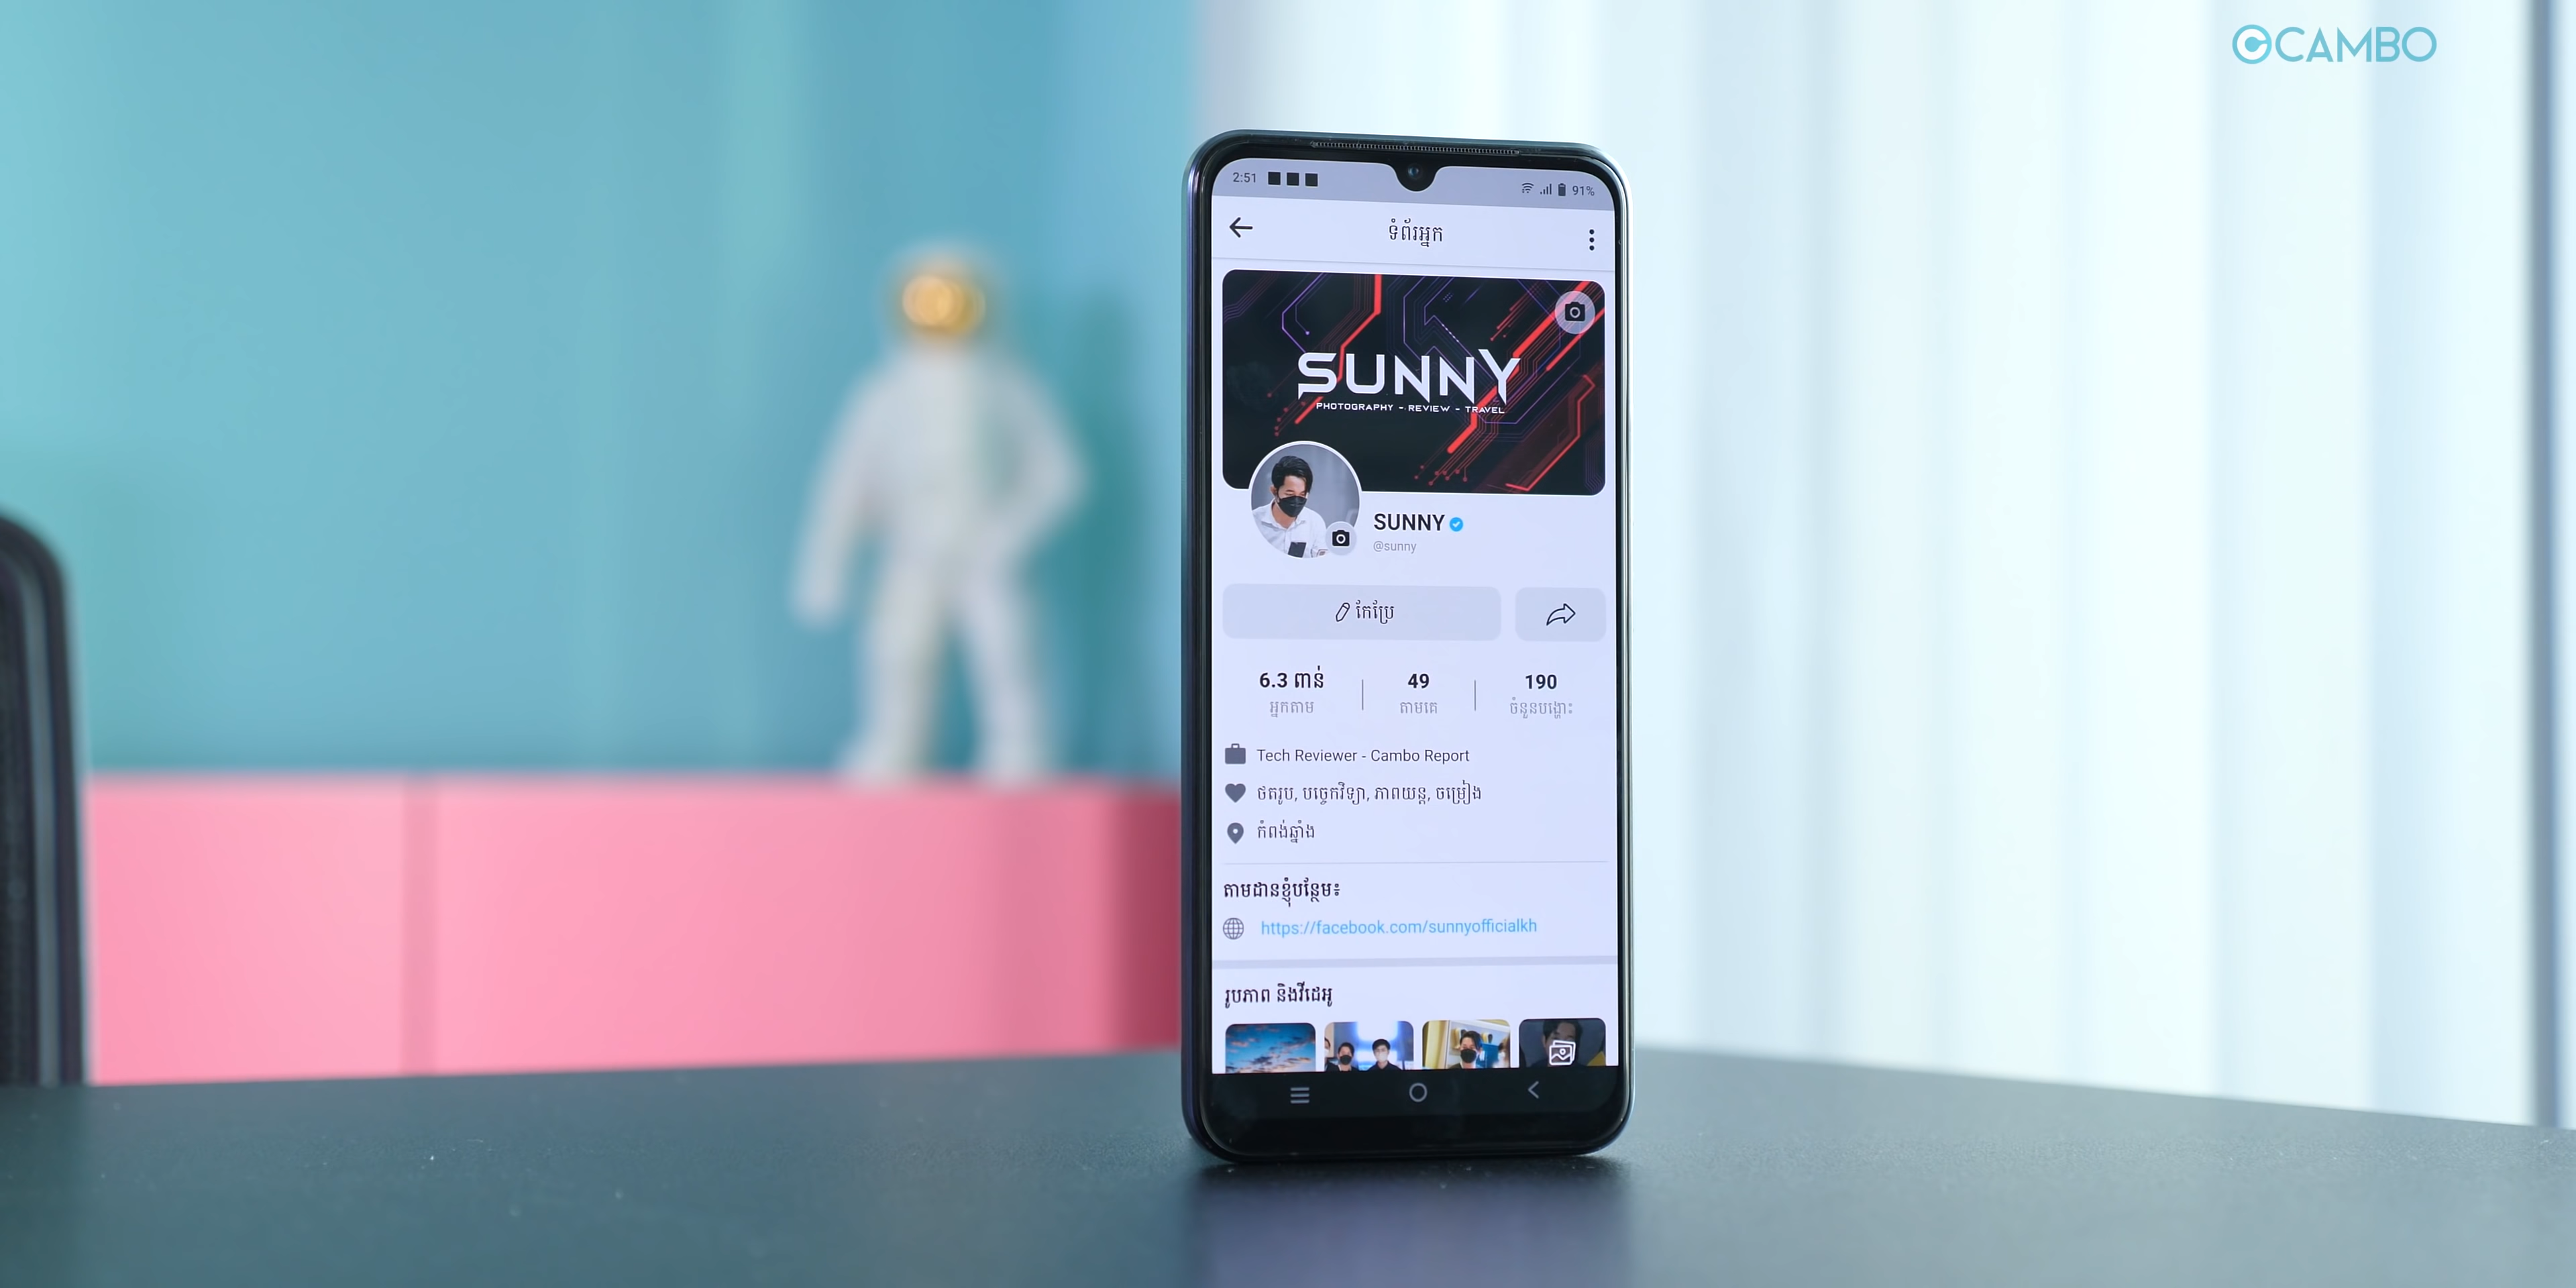 CAMBO
2:51
91%
ទំព័រអ្នក
SUNNY
PHOTOGRAPHY - REVIEW - TRAVEL
SUNNY
@sunny
កែប្រែ
6.3 ពាន់
អ្នកតាម
49
តាមគេ
190
ចំនួនបង្ហោះ
Tech Reviewer - Cambo Report
ថតរូប, បច្ចេកវិទ្យា, ភាពយន្ត, ចម្រៀង
កំពង់ឆ្នាំង
តាមដានខ្ញុំបន្ថែម៖
https://facebook.com/sunnyofficialkh
រូបភាព និងវីដេអូ